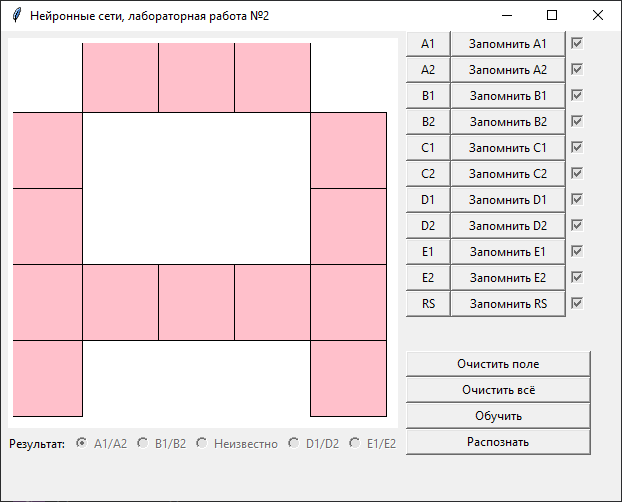 Нейронные сети, лабораторная работа №2
A1 Запомнить A1
A2 Запомнить A2
B1 Запомнить B1
B2 Запомнить B2
C1 Запомнить C1
C2 Запомнить C2
D1 Запомнить D1
D2 Запомнить D2
E1 Запомнить E1
E2 Запомнить E2
RS Запомнить RS
Очистить поле
Очистить всё
Обучить
Распознать
Результат: A1/A2 B1/B2 Неизвестно D1/D2 E1/E2